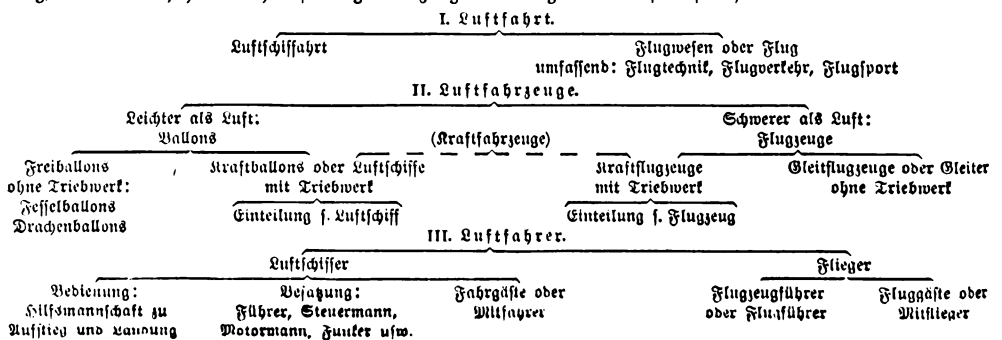 I. Luftfahrt.
Luftschiffahrt Flugwesen oder Flug
umfassend: Flugtechnik, Flugverkehr, Flugsport
II. Luftfahrzeuge.
Leichter als Luft: Schwerer als Luft:
Ballons (Kraftfahrzeuge) Flugzeuge
Freiballons Kraftballons oder Luftschiffe Kraftflugzeuge Gleitflugzeuge oder Gleiter
ohne Triebwerk: mit Triebwerk mit Triebwerk ohne Triebwerk
Fesselballons Einteilung s. Luftschiff Einteilung s. Flugzeug
Drachenballons
III. Luftfahrer.
Luftschiffer Flieger
Bedienung: Besatzung: Fahrgäste oder Flugzeugführer Fluggäste oder
Hilfsmannschaft zu Führer, Steuermann, Mitfahrer oder Flugführer Mitflieger
Aufstieg und Landung Motormann, Funker usw.